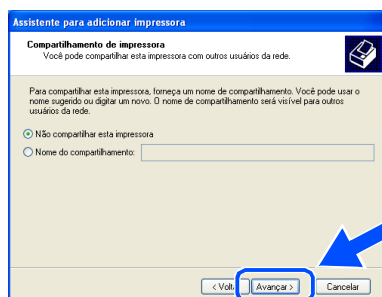 Assistente para adicionar impressora
Compartilhamento de impressora
Você pode compartilhar esta impressora com outros usuários da rede.
Para compartilhar esta impressora, forneça um nome de compartilhamento. Você pode usar o
nome sugerido ou digitar um novo. O nome de compartilhamento será visível para outros
usuários da rede.
Não compartilhar esta impressora
Nome do compartilhamento:
< Volt
Avançar >
Cancelar